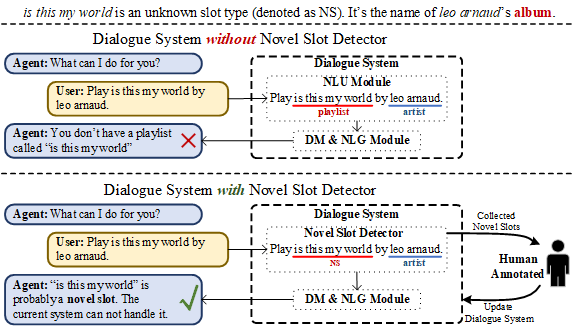 is this my world is an unknown slot type (denoted as NS). It's the name of leo arnaud's album.
Dialogue System without Novel Slot Detector
Agent: What can I do for you?
User: Play is this my world by
leo arnaud.
Agent: You don't have a playlist
called "is this my world"
Dialogue System
NLU Module
Play is this my world by leo arnaud.
playlist artist
DM & NLG Module
Dialogue System with Novel Slot Detector
Agent: What can I do for you?
User: Play is this my world by
leo arnaud.
Agent: "is this my world" is
probably a novel slot. The
current system can not handle it.
Dialogue System
Novel Slot Detector
Play is this my world by leo arnaud.
NS artist
DM & NLG Module
Collected
Novel Slots
Human
Annotated
Update
Dialogue System